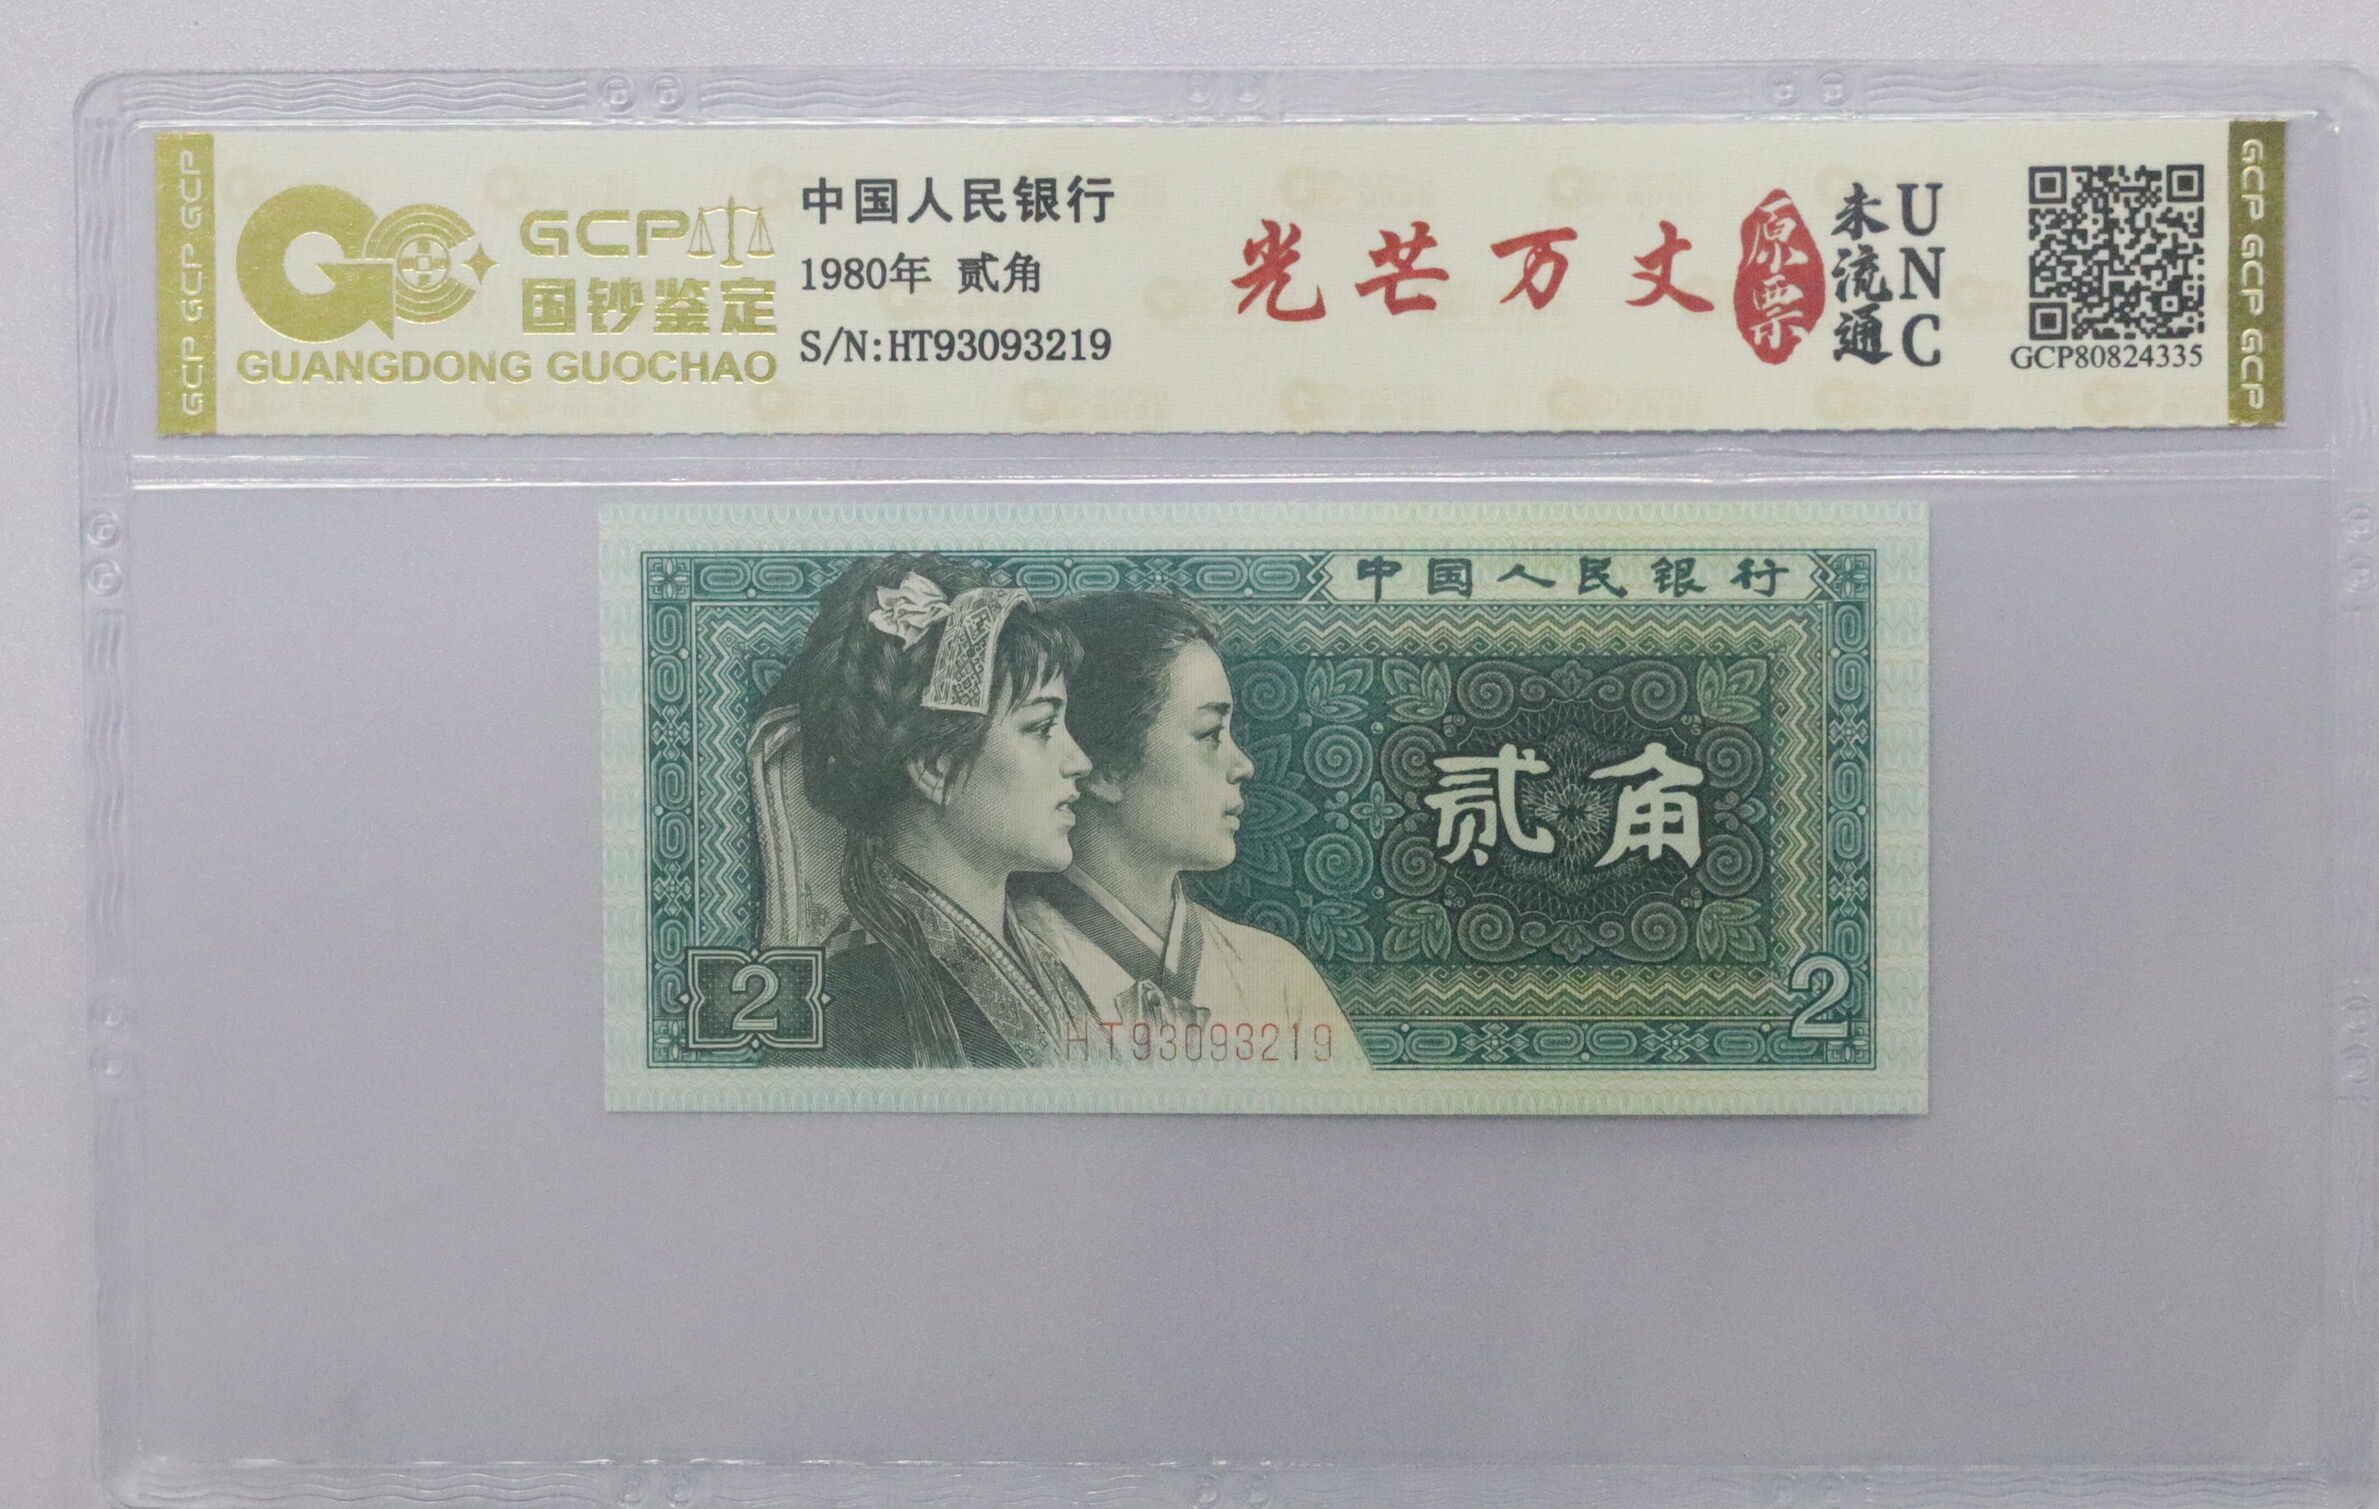 GCP GCP GCP
GCP
国钞鉴定
GUANGDONG GUOCHAO
中国人民银行
1980年 贰角
S/N:HT93093219
光芒万丈
原票
未流通
UNC
GCP80824335
GCP GCP GCP
中国人民银行
贰角
2
2
HT93093219